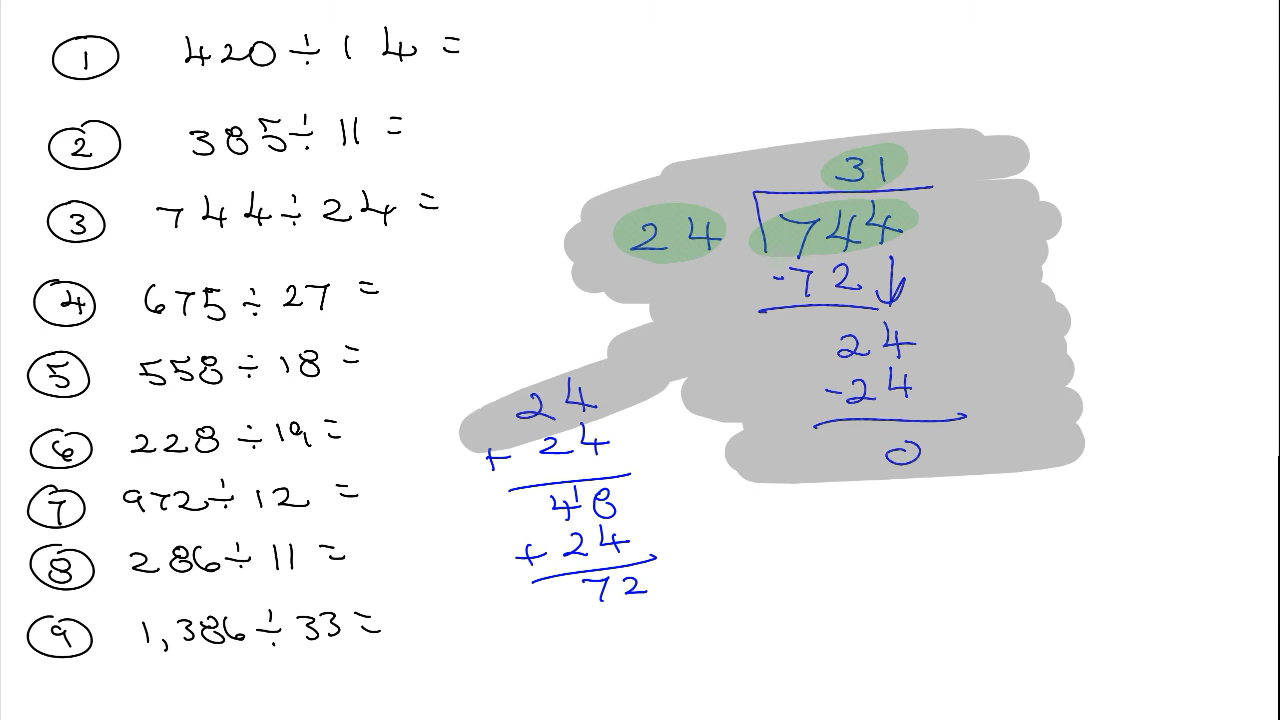 1 420 ÷ 14 =
2 385 ÷ 11 =
3 744 ÷ 24 =
4 675 ÷ 27 =
5 558 ÷ 18 =
6 228 ÷ 19 =
7 972 ÷ 12 =
8 286 ÷ 11 =
9 1,386 ÷ 33 =
31
24 744
-72↓
24
-24
0
24
+ 24
1
48
+ 24
72